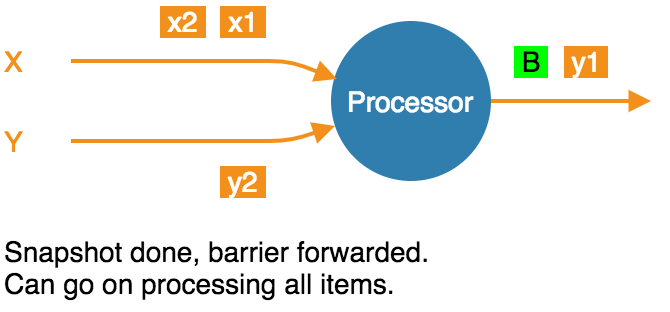 x2 x1
X
Processor
B y1
Y
y2
Snapshot done, barrier forwarded.
Can go on processing all items.